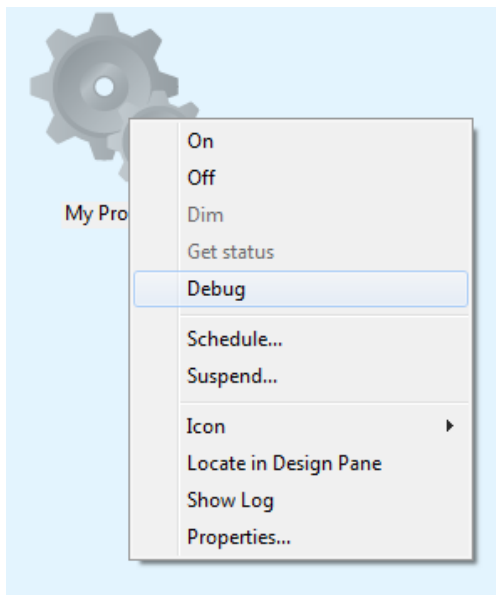 My Pro
On
Off
Dim
Get status
Debug
Schedule...
Suspend...
Icon
Locate in Design Pane
Show Log
Properties...